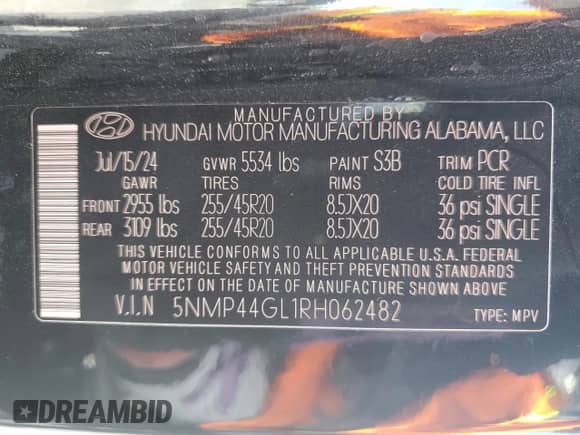 MANUFACTURED BY
HYUNDAI MOTOR MANUFACTURING ALABAMA, LLC
Jul/15/24 GVWR 5534 lbs PAINT S3B TRIM PCR
GAWR TIRES RIMS COLD TIRE INFL
FRONT 2955 lbs 255/45R20 8.5JX20 36 psi SINGLE
REAR 3109 lbs 255/45R20 8.5JX20 36 psi SINGLE
THIS VEHICLE CONFORMS TO ALL APPLICABLE U.S.A. FEDERAL
MOTOR VEHICLE SAFETY AND THEFT PREVENTION STANDARDS
IN EFFECT ON THE DATE OF MANUFACTURE SHOWN ABOVE
V.I.N 5NMP44GL1RH062482 TYPE: MPV
DREAMBID